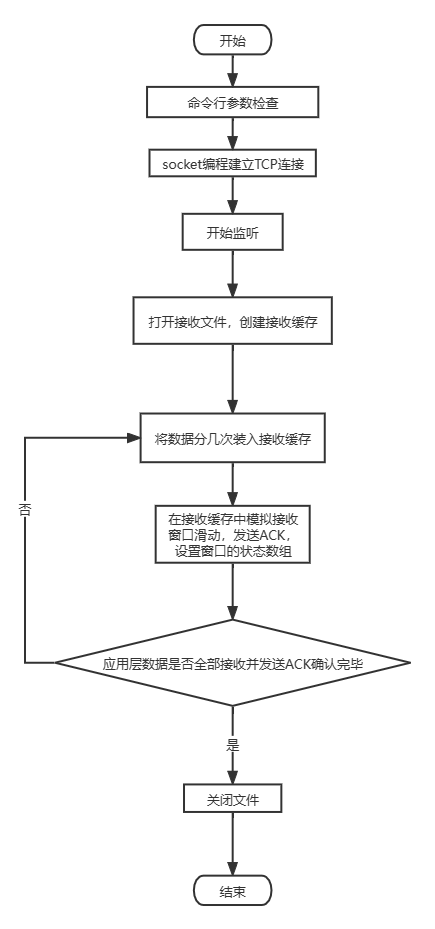 开始
命令行参数检查
socket编程建立TCP连接
开始监听
打开接收文件，创建接收缓存
将数据分几次装入接收缓存
否
在接收缓存中模拟接收
窗口滑动，发送ACK，
设置窗口的状态数组
应用层数据是否全部接收并发送ACK确认完毕
是
关闭文件
结束